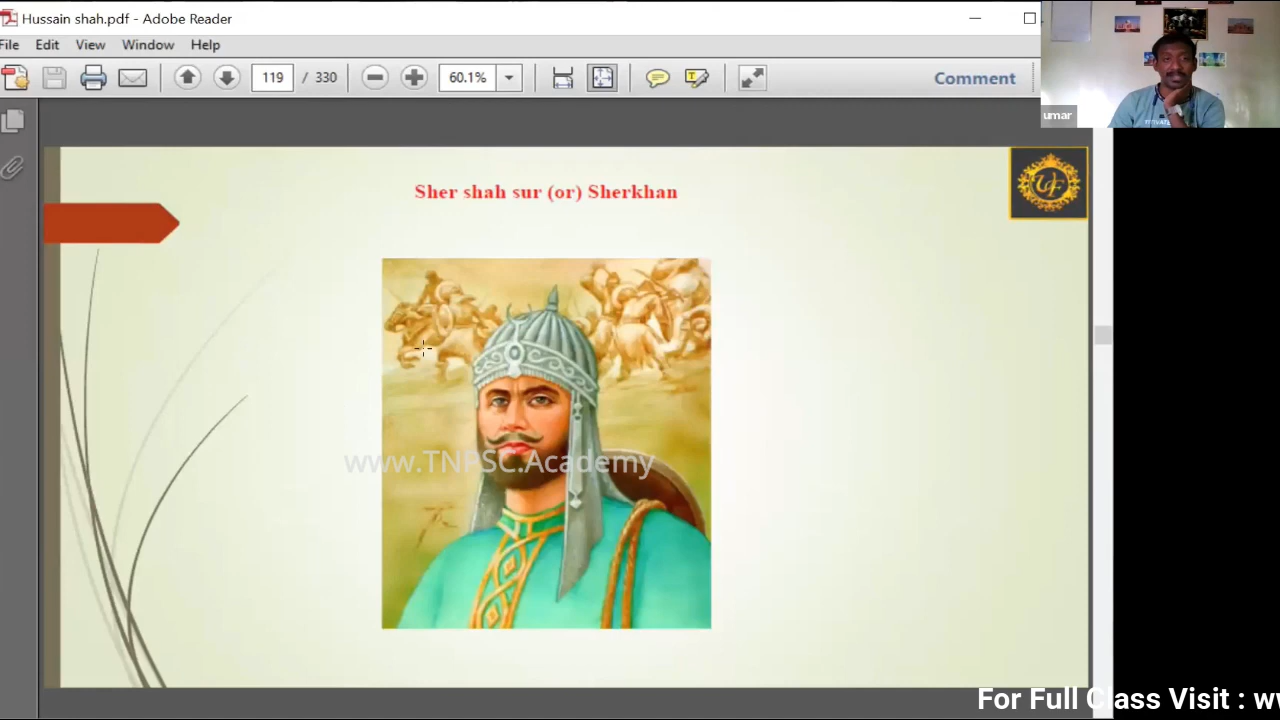 Hussain shah.pdf - Adobe Reader
File Edit View Window Help
119 / 330
60.1%
Comment
umar
Sher shah sur (or) Sherkhan
UF
www.TNPSC.Academy
For Full Class Visit : w